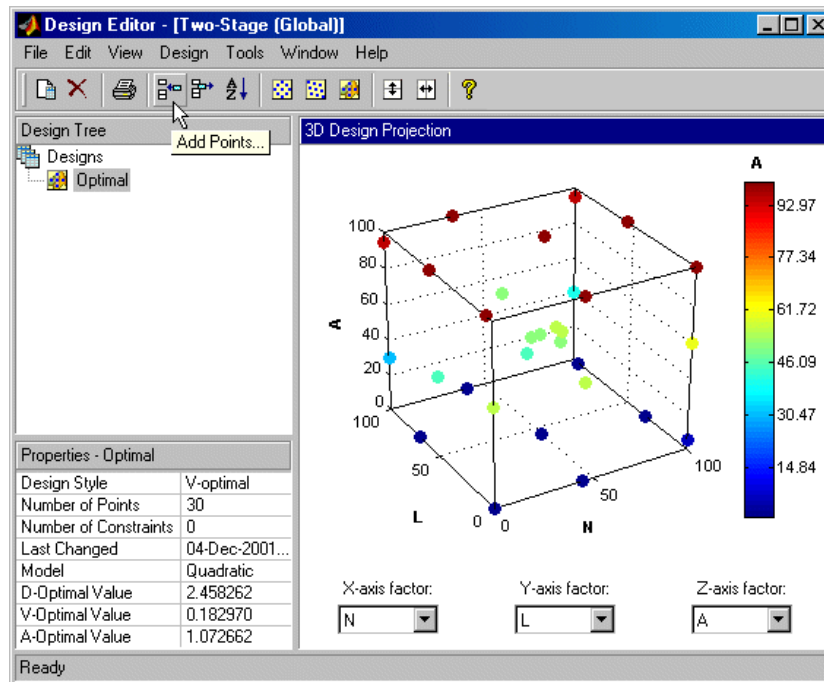 Design Editor - [Two-Stage (Global)]
File Edit View Design Tools Window Help
Add Points...
Design Tree
Designs
Optimal
3D Design Projection
A
92.97
77.34
61.72
46.09
30.47
14.84
100
80
60
40
20
0
A
100
50
0
L
0
50
100
N
Properties - Optimal
Design Style V-optimal
Number of Points 30
Number of Constraints 0
Last Changed 04-Dec-2001...
Model Quadratic
D-Optimal Value 2.458262
V-Optimal Value 0.182970
A-Optimal Value 1.072662
X-axis factor: Y-axis factor: Z-axis factor:
N L A
Ready